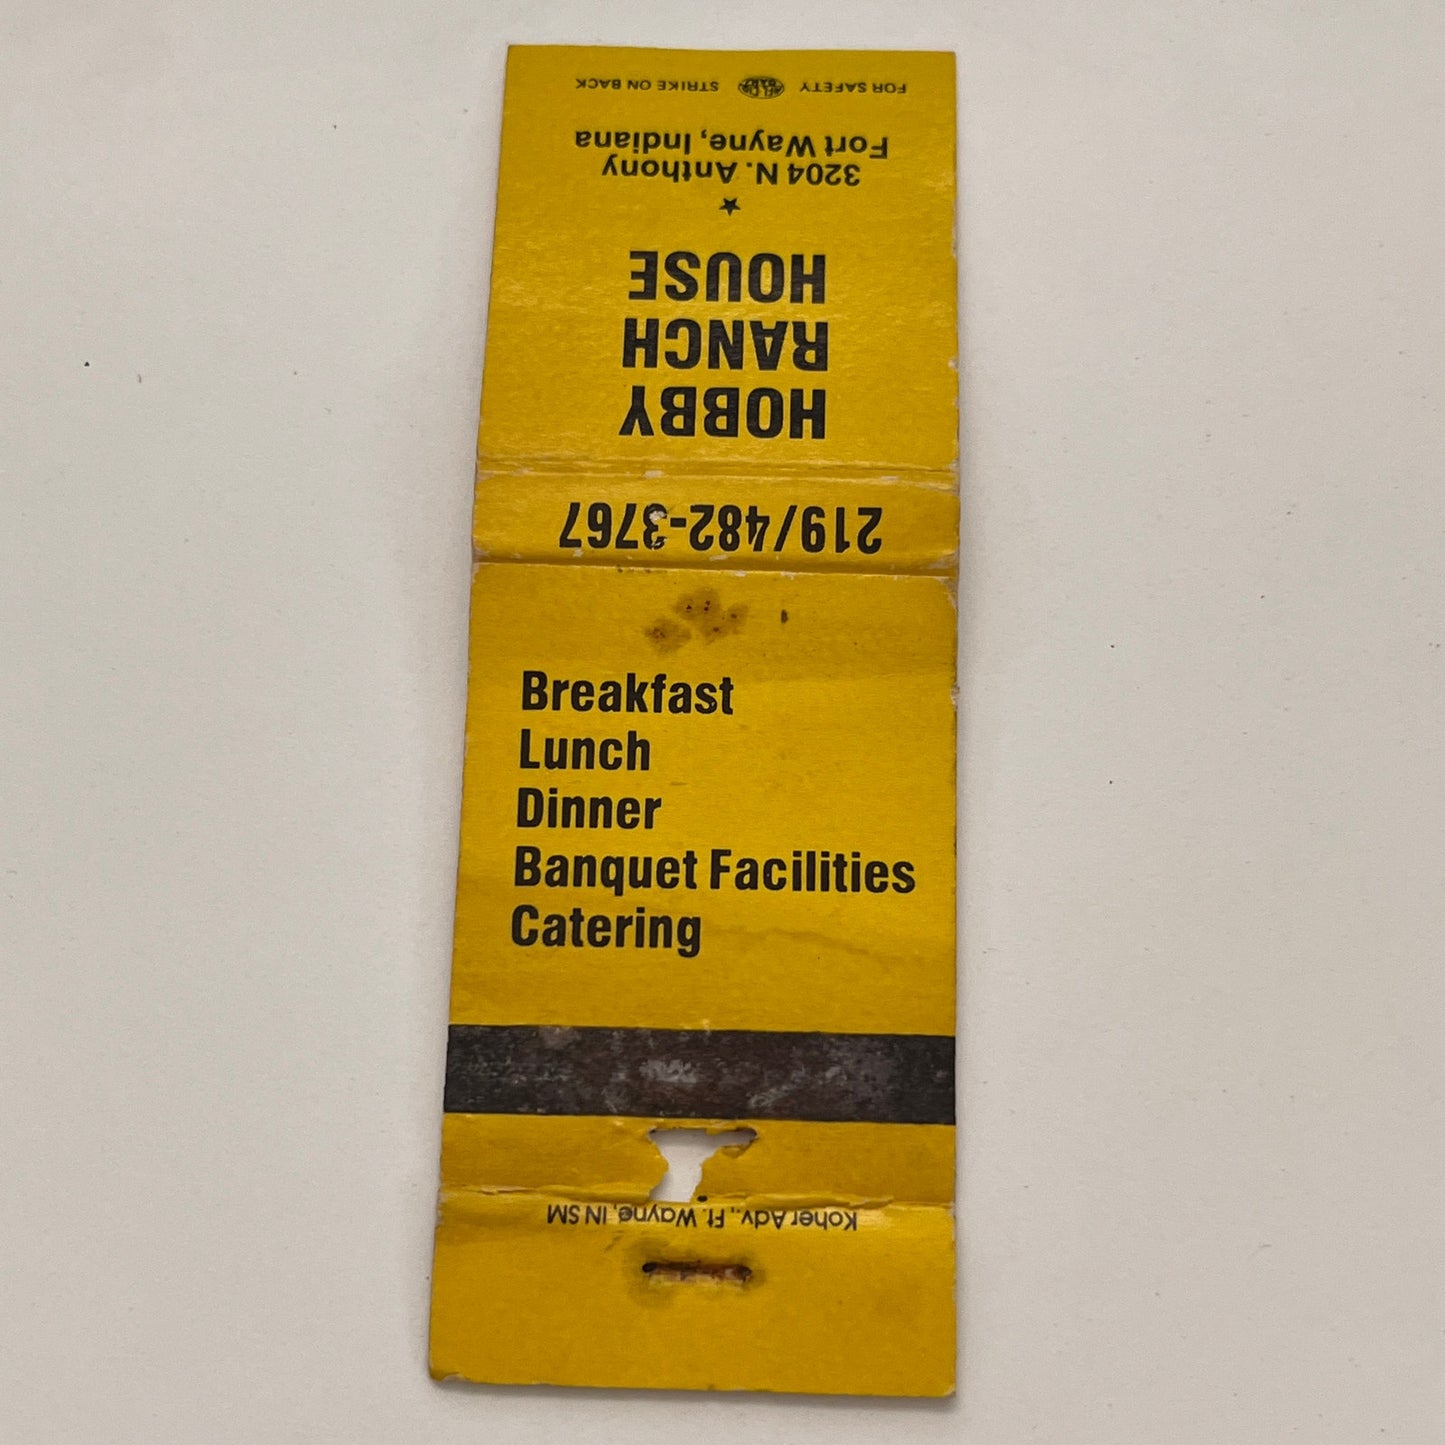 HOBBY
RANCH
HOUSE
3204 N. Anthony
Fort Wayne, Indiana
FOR SAFETY STRIKE ON BACK
219/482-3767
Breakfast
Lunch
Dinner
Banquet Facilities
Catering
Koher Adv., Ft. Wayne, IN SM